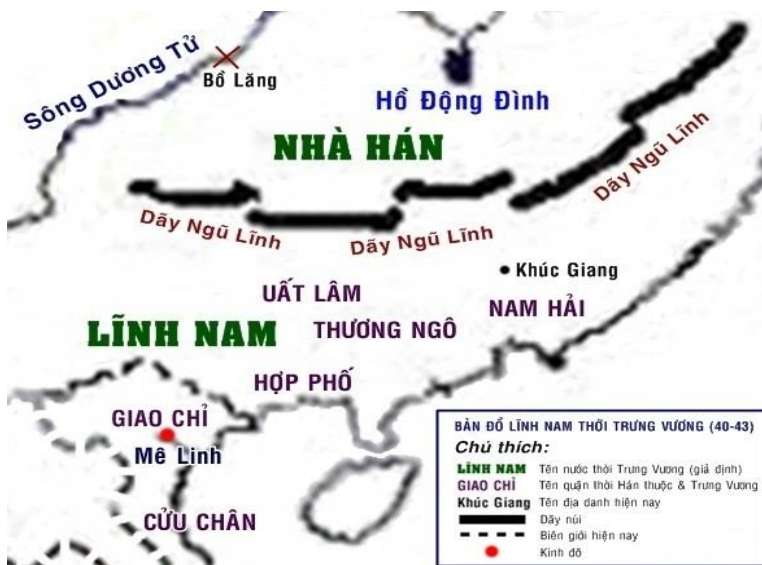 Sông Dương Tử
Bồ Lăng
Hồ Động Đình
NHÀ HÁN
Dãy Ngũ Lĩnh
Dãy Ngũ Lĩnh
Dãy Ngũ Lĩnh
Khúc Giang
UẤT LÂM
NAM HẢI
LĨNH NAM
THƯƠNG NGÔ
HỢP PHỐ
GIAO CHỈ
Mê Linh
CỬU CHÂN
BẢN ĐỒ LĨNH NAM THỜI TRƯNG VƯƠNG (40-43)
Chú thích:
LĨNH NAM Tên nước thời Trưng Vương (giả định)
GIAO CHỈ Tên quận thời Hán thuộc & Trưng Vương
Khúc Giang Tên địa danh hiện nay
Dãy núi
Biên giới hiện nay
Kinh đô